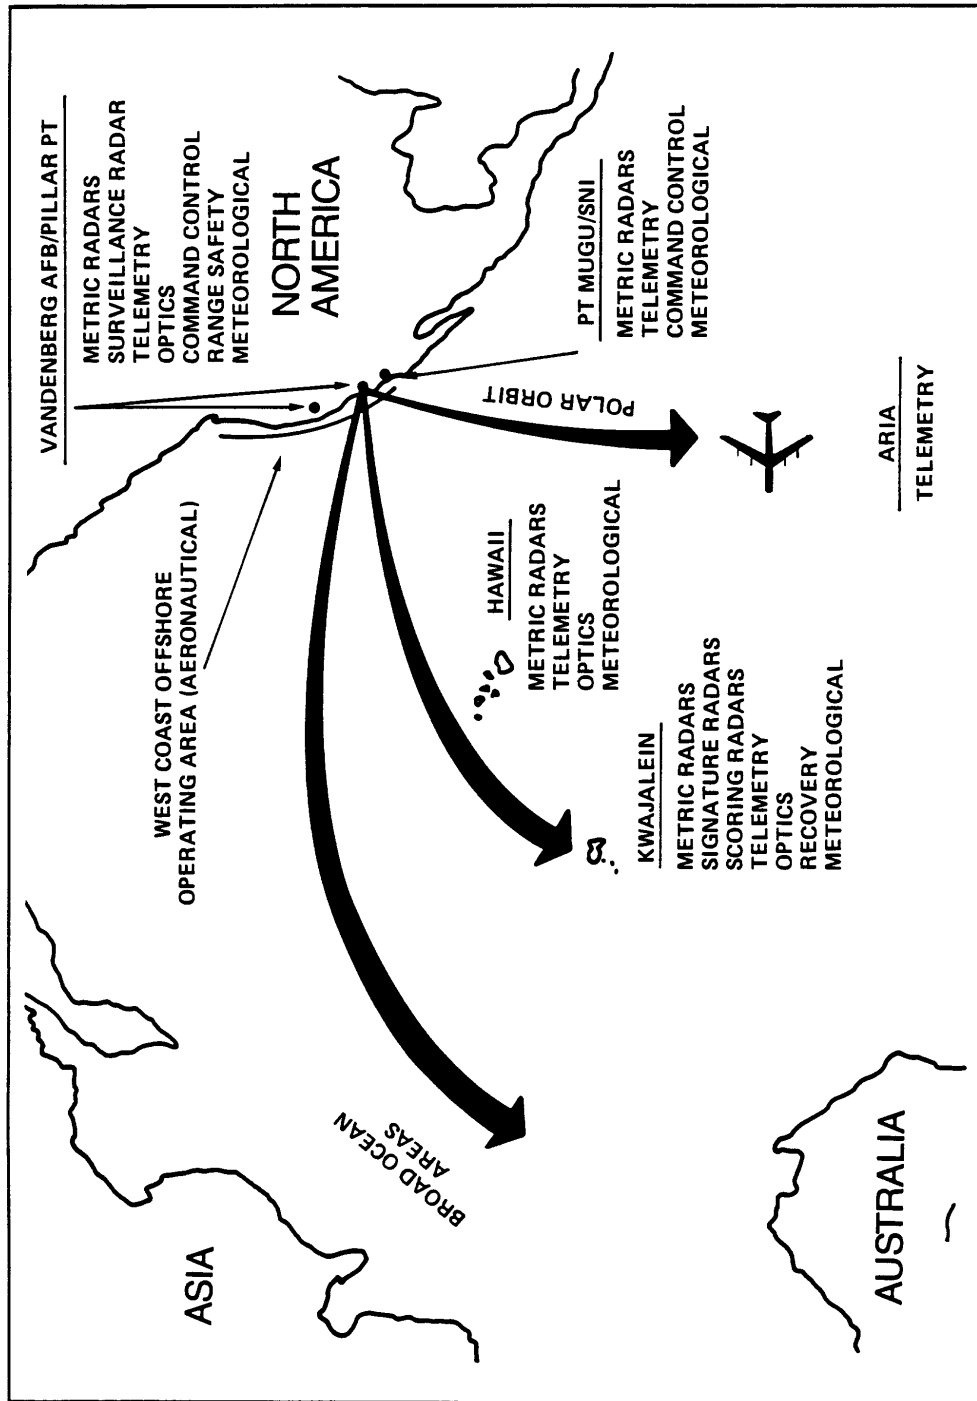 VANDENBERG AFB/PILLAR PT
METRIC RADARS
SURVEILLANCE RADAR
TELEMETRY
OPTICS
COMMAND CONTROL
RANGE SAFETY
METEOROLOGICAL
NORTH
AMERICA
PT MUGU/SNI
METRIC RADARS
TELEMETRY
COMMAND CONTROL
METEOROLOGICAL
WEST COAST OFFSHORE
OPERATING AREA (AERONAUTICAL)
POLAR ORBIT
ARIA
TELEMETRY
HAWAII
METRIC RADARS
TELEMETRY
OPTICS
METEOROLOGICAL
KWAJALEIN
METRIC RADARS
SIGNATURE RADARS
SCORING RADARS
TELEMETRY
OPTICS
RECOVERY
METEOROLOGICAL
BROAD OCEAN
AREAS
ASIA
AUSTRALIA